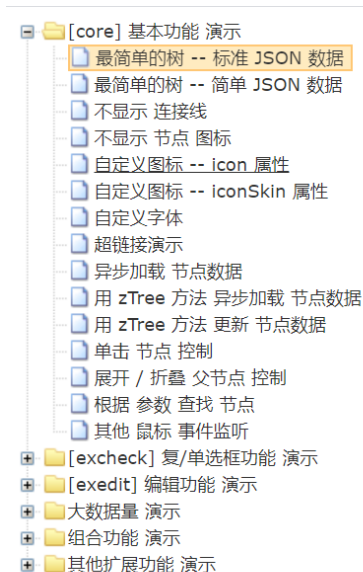 [core] 基本功能 演示
最简单的树 -- 标准 JSON 数据
最简单的树 -- 简单 JSON 数据
不显示 连接线
不显示 节点 图标
自定义图标 -- icon 属性
自定义图标 -- iconSkin 属性
自定义字体
超链接演示
异步加载 节点数据
用 zTree 方法 异步加载 节点数据
用 zTree 方法 更新 节点数据
单击 节点 控制
展开 / 折叠 父节点 控制
根据 参数 查找 节点
其他 鼠标 事件监听
[excheck] 复/单选框功能 演示
[exedit] 编辑功能 演示
大数据量 演示
组合功能 演示
其他扩展功能 演示